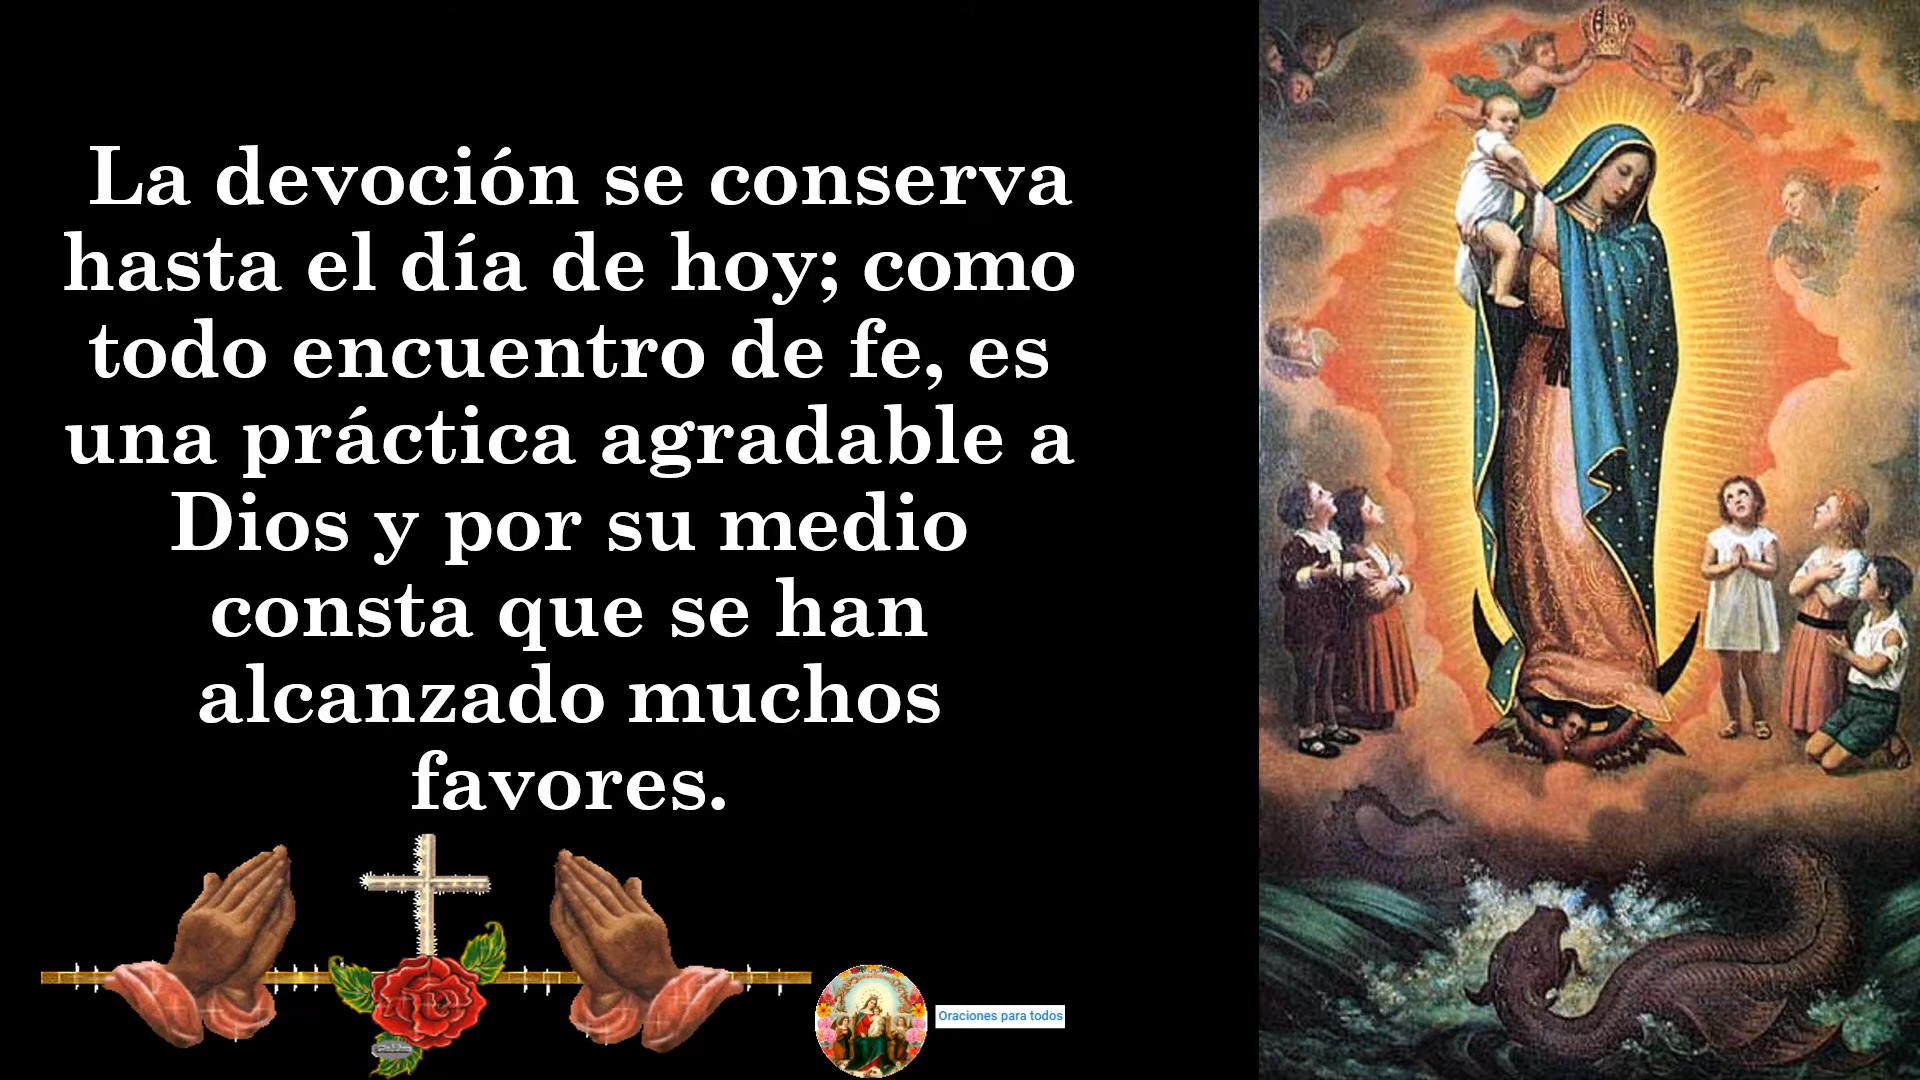 La devoción se conserva
hasta el día de hoy; como
todo encuentro de fe, es
una práctica agradable a
Dios y por su medio
consta que se han
alcanzado muchos
favores.
Oraciones para todos